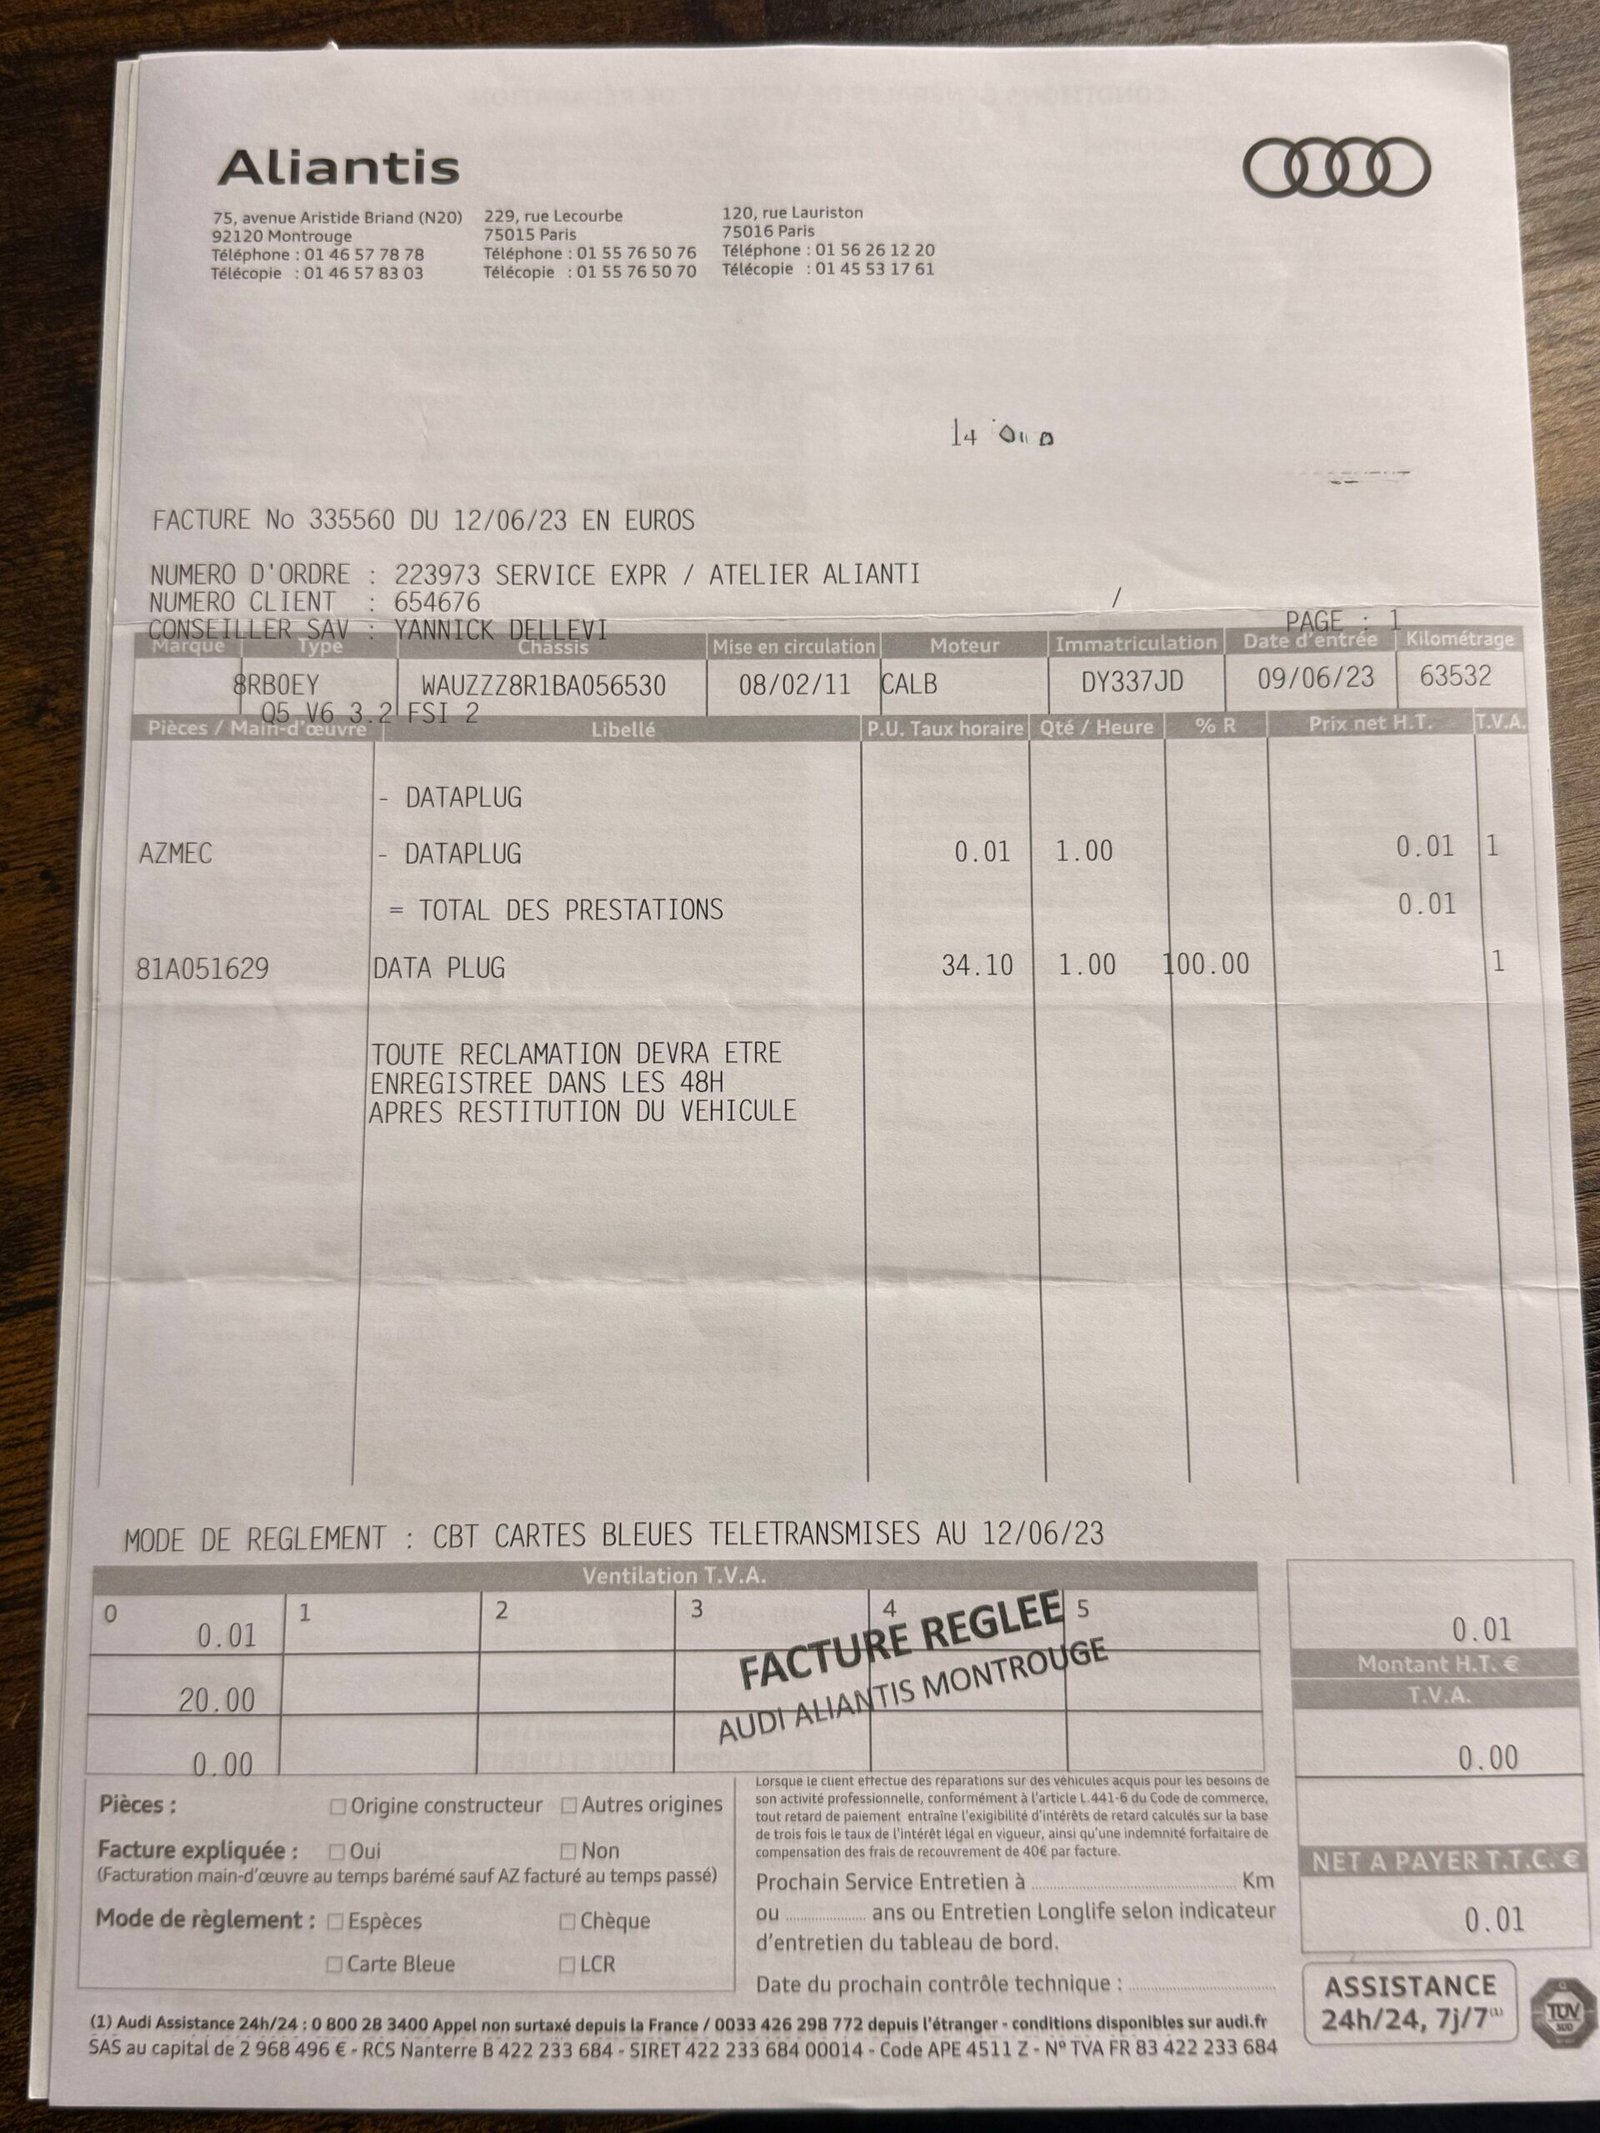 Aliantis
75, avenue Aristide Briand (N20)
92120 Montrouge
Téléphone : 01 46 57 78 78
Télécopie : 01 46 57 83 03
229, rue Lecourbe
75015 Paris
Téléphone : 01 55 76 50 76
Télécopie : 01 55 76 50 70
120, rue Lauriston
75016 Paris
Téléphone : 01 56 26 12 20
Télécopie : 01 45 53 17 61
FACTURE No 335560 DU 12/06/23 EN EUROS
NUMERO D'ORDRE : 223973 SERVICE EXPR / ATELIER ALIANTI
NUMERO CLIENT : 654676 /
CONSEILLER SAV : YANNICK DELLEVI PAGE : 1
Marque Type Châssis Mise en circulation Moteur Immatriculation Date d'entrée Kilométrage
8RB0EY WAUZZZ8R1BA056530 08/02/11 CALB DY337JD 09/06/23 63532
Q5 V6 3.2 FSI 2
Pièces / Main-d'œuvre Libellé P.U. Taux horaire Qté / Heure % R Prix net H.T. T.V.A.
- DATAPLUG
AZMEC - DATAPLUG 0.01 1.00 0.01 1
= TOTAL DES PRESTATIONS 0.01
81A051629 DATA PLUG 34.10 1.00 100.00 1
TOUTE RECLAMATION DEVRA ETRE
ENREGISTREE DANS LES 48H
APRES RESTITUTION DU VEHICULE
MODE DE REGLEMENT : CBT CARTES BLEUES TELETRANSMISES AU 12/06/23
Ventilation T.V.A.
0 1 2 3 4 5
0.01
20.00
0.00
FACTURE REGLEE
AUDI ALIANTIS MONTROUGE
0.01
Montant H.T. €
T.V.A.
0.00
NET A PAYER T.T.C. €
0.01
Pièces : Origine constructeur Autres origines
Facture expliquée : Oui Non
(Facturation main-d'œuvre au temps barémé sauf AZ facturé au temps passé)
Mode de règlement : Espèces Chèque
Carte Bleue LCR
Lorsque le client effectue des réparations sur des véhicules acquis pour les besoins de
son activité professionnelle, conformément à l'article L.441-6 du Code de commerce,
tout retard de paiement entraîne l'exigibilité d'intérêts de retard calculés sur la base
de trois fois le taux de l'intérêt légal en vigueur, ainsi qu'une indemnité forfaitaire de
compensation des frais de recouvrement de 40€ par facture.
Prochain Service Entretien à ........................................ Km
ou ...................... ans ou Entretien Longlife selon indicateur
d'entretien du tableau de bord.
Date du prochain contrôle technique : ............................
ASSISTANCE
24h/24, 7j/7(1)
TÜV
SÜD
(1) Audi Assistance 24h/24 : 0 800 28 3400 Appel non surtaxé depuis la France / 0033 426 298 772 depuis l'étranger - conditions disponibles sur audi.fr
SAS au capital de 2 968 496 € - RCS Nanterre B 422 233 684 - SIRET 422 233 684 00014 - Code APE 4511 Z - N° TVA FR 83 422 233 684